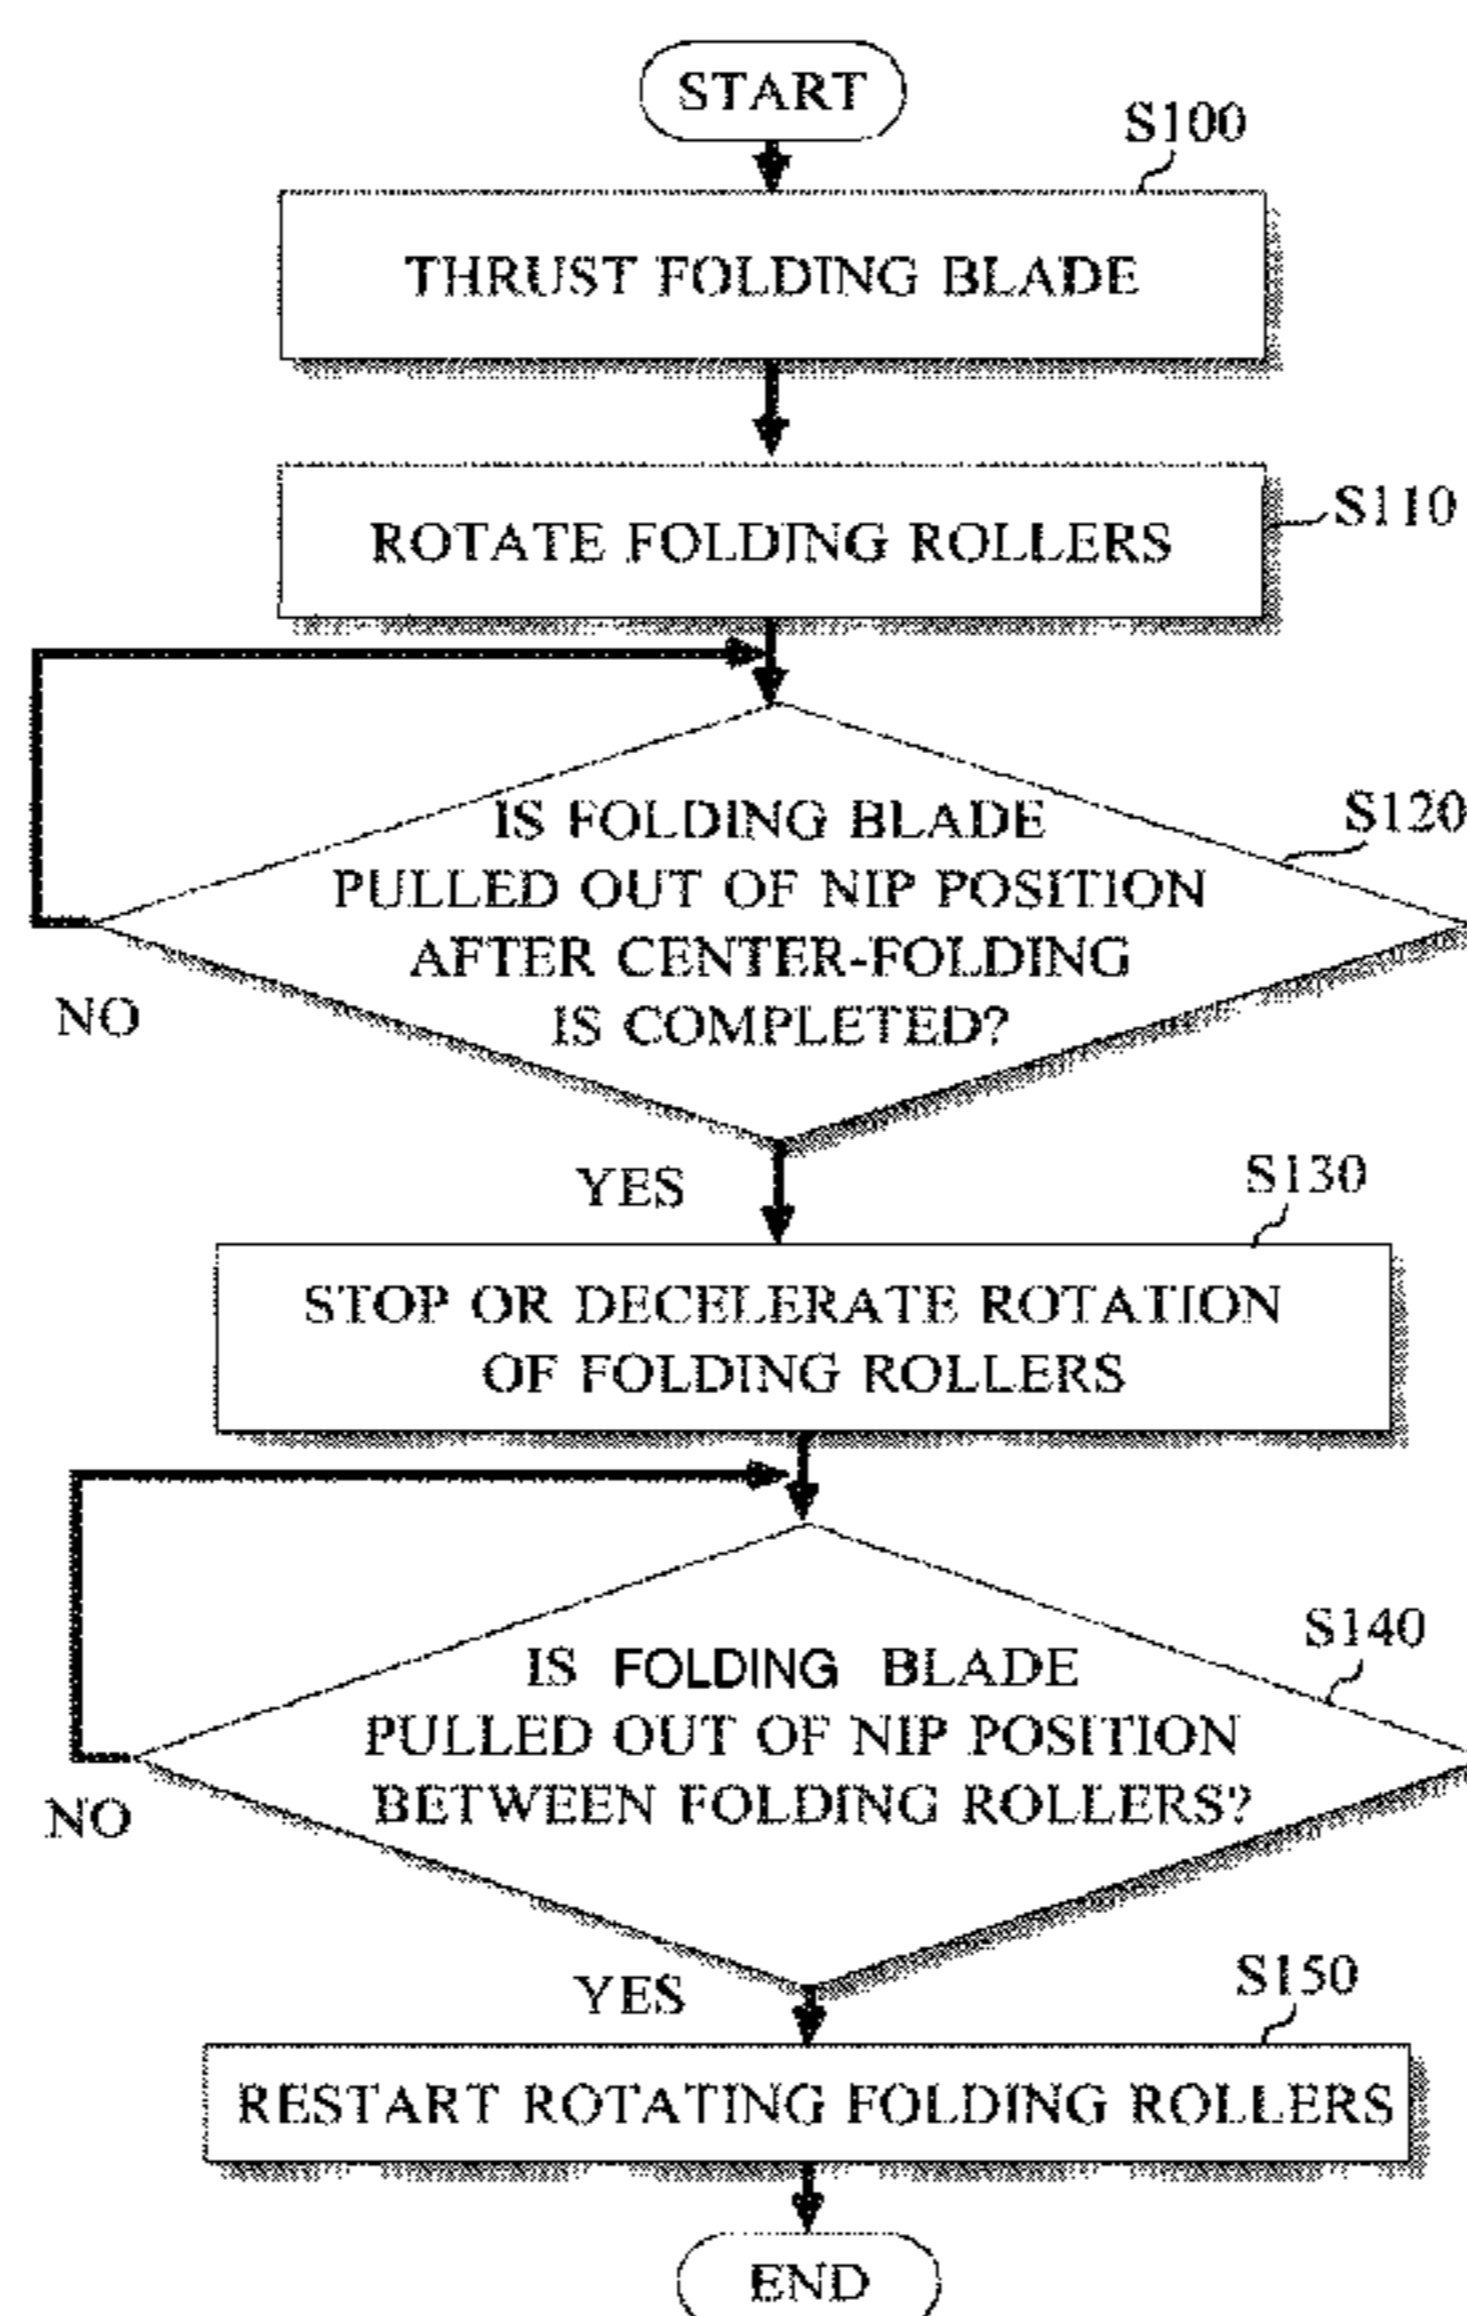 START
S100
THRUST FOLDING BLADE
ROTATE FOLDING ROLLERS
S110
IS FOLDING BLADE
PULLED OUT OF NIP POSITION
AFTER CENTER-FOLDING
IS COMPLETED?
S120
NO
YES
S130
STOP OR DECELERATE ROTATION
OF FOLDING ROLLERS
IS FOLDING BLADE
PULLED OUT OF NIP POSITION
BETWEEN FOLDING ROLLERS?
S140
NO
YES
S150
RESTART ROTATING FOLDING ROLLERS
END